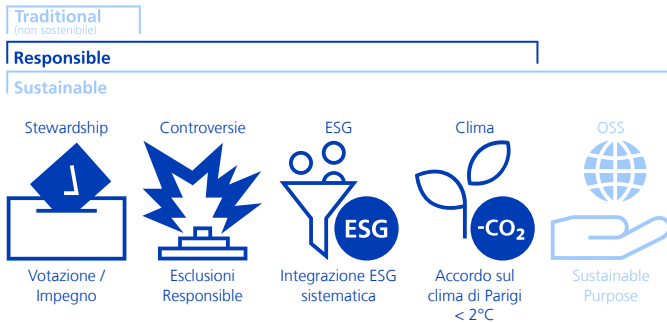 Traditional
(non sostenibile)
Responsible
Sustainable
Stewardship
Controversie
ESG
Clima
OSS
ESG
-CO₂
Votazione /
Impegno
Esclusioni
Responsible
Integrazione ESG
sistematica
Accordo sul
clima di Parigi
< 2°C
Sustainable
Purpose